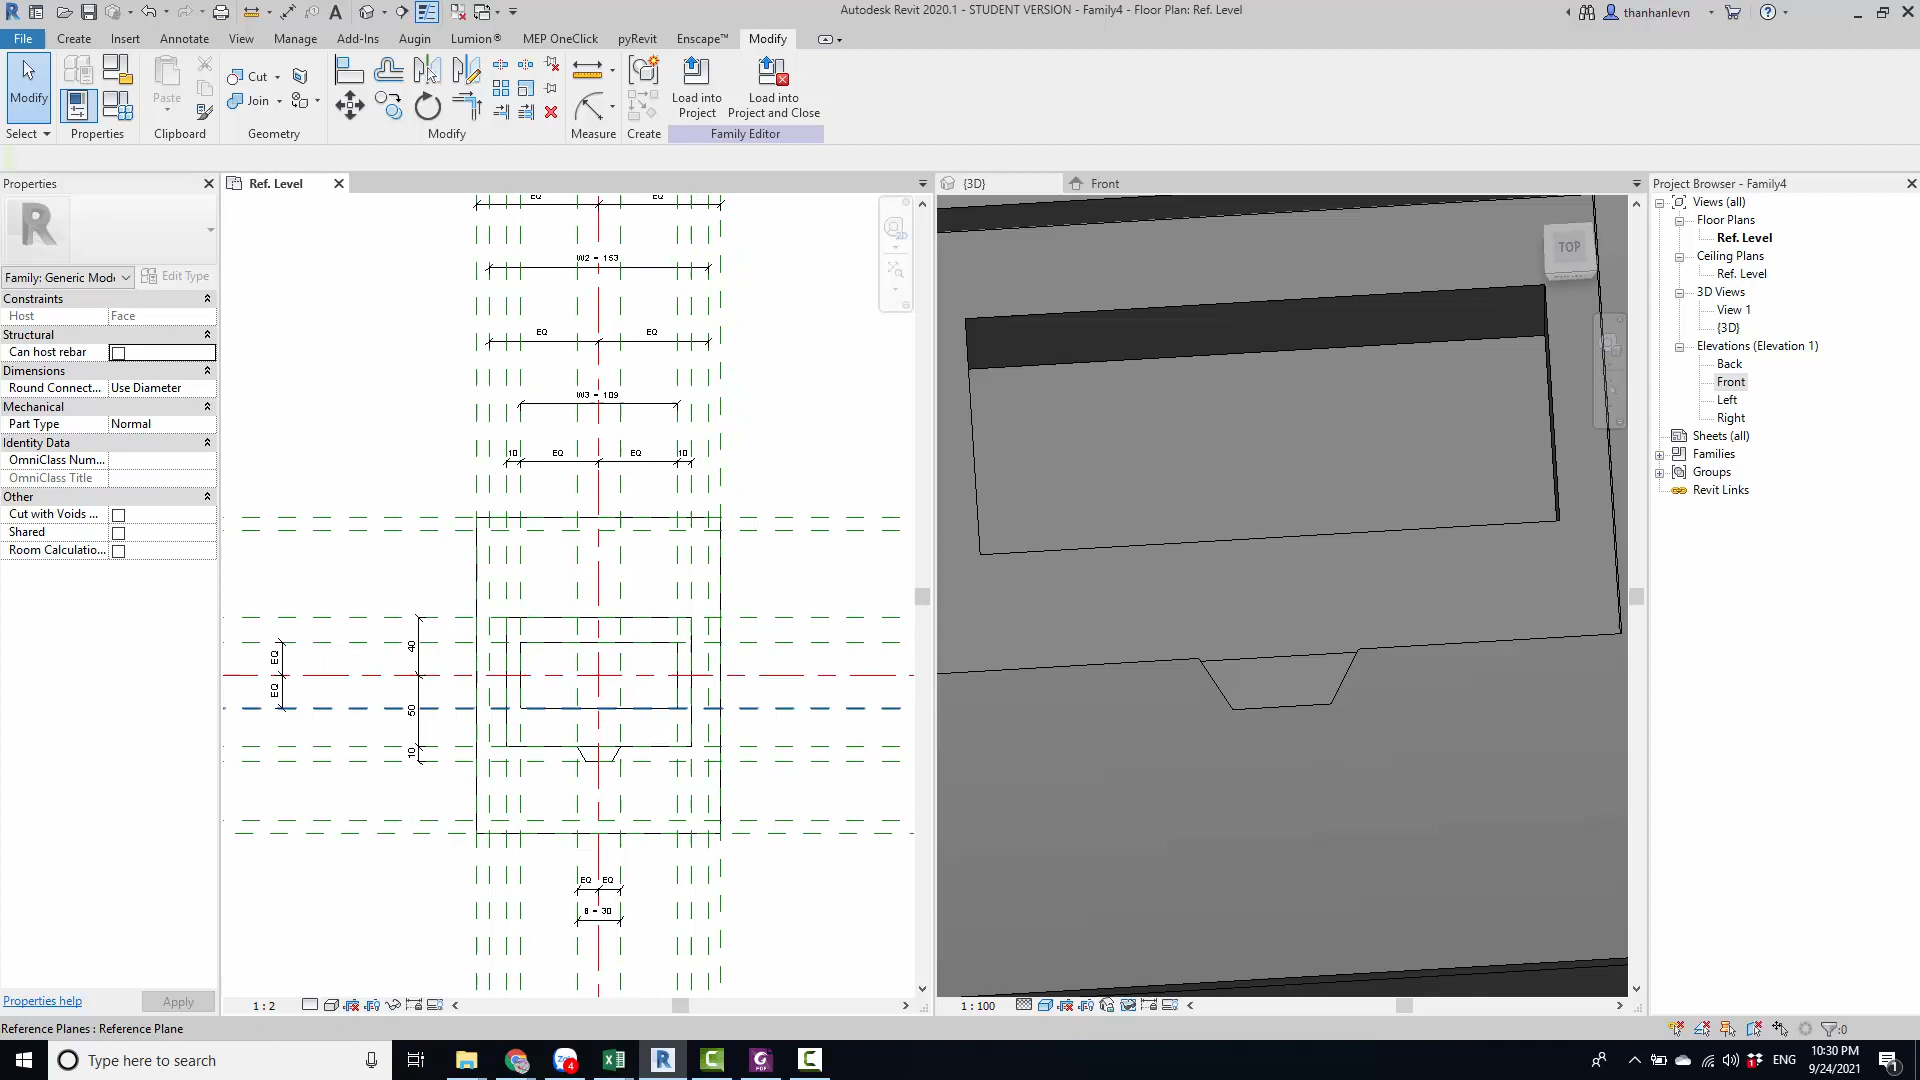 Autodesk Revit 2020.1 - STUDENT VERSION - Family4 - Floor Plan: Ref. Level
thanhlevn
File
Create
Insert
Annotate
View
Manage
Add-Ins
Augin
Lumion®
MEP OneClick
pyRevit
Enscape™
Modify
Modify
Paste
Cut
Join
Load into
Project
Load into
Project and Close
Select
Properties
Clipboard
Geometry
Modify
Measure
Create
Family Editor
Properties
Ref. Level
{3D}
Front
Project Browser - Family4
Family: Generic Mode
Edit Type
Constraints
Host
Face
Structural
Can host rebar
Dimensions
Round Connect...
Use Diameter
Mechanical
Part Type
Normal
Identity Data
OmniClass Num...
OmniClass Title
Other
Cut with Voids ...
Shared
Room Calculatio...
Properties help
Apply
EQ
EQ
W2 = 153
EQ
EQ
W3 = 109
10
EQ
EQ
10
EQ
EQ
40
50
10
EQ
EQ
B = 30
1 : 2
TOP
1 : 100
Views (all)
Floor Plans
Ref. Level
Ceiling Plans
Ref. Level
3D Views
View 1
{3D}
Elevations (Elevation 1)
Back
Front
Left
Right
Sheets (all)
Families
Groups
Revit Links
Reference Planes : Reference Plane
:0
Type here to search
4
ENG
10:30 PM
9/24/2021
1